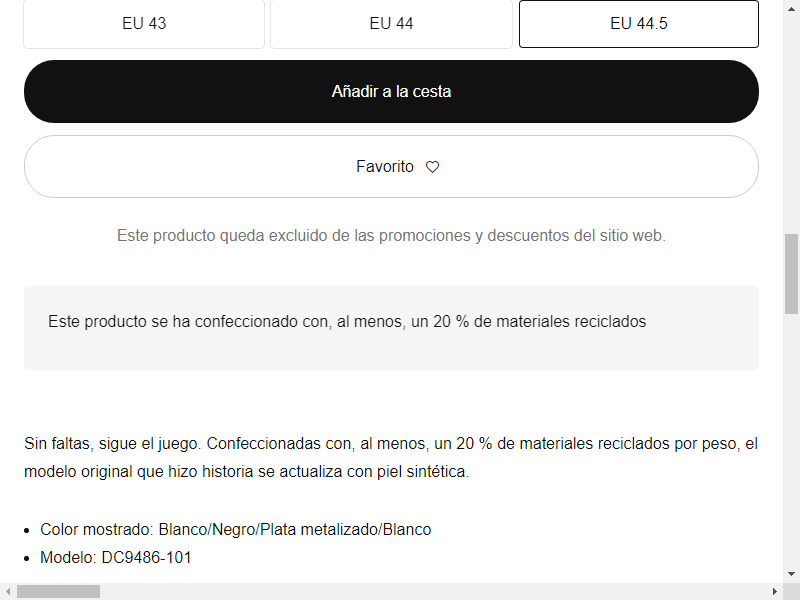 EU 43
EU 44
EU 44.5
Añadir a la cesta
Favorito
Este producto queda excluido de las promociones y descuentos del sitio web.
Este producto se ha confeccionado con, al menos, un 20 % de materiales reciclados
Sin faltas, sigue el juego. Confeccionadas con, al menos, un 20 % de materiales reciclados por peso, el
modelo original que hizo historia se actualiza con piel sintética.
Color mostrado: Blanco/Negro/Plata metalizado/Blanco
Modelo: DC9486-101